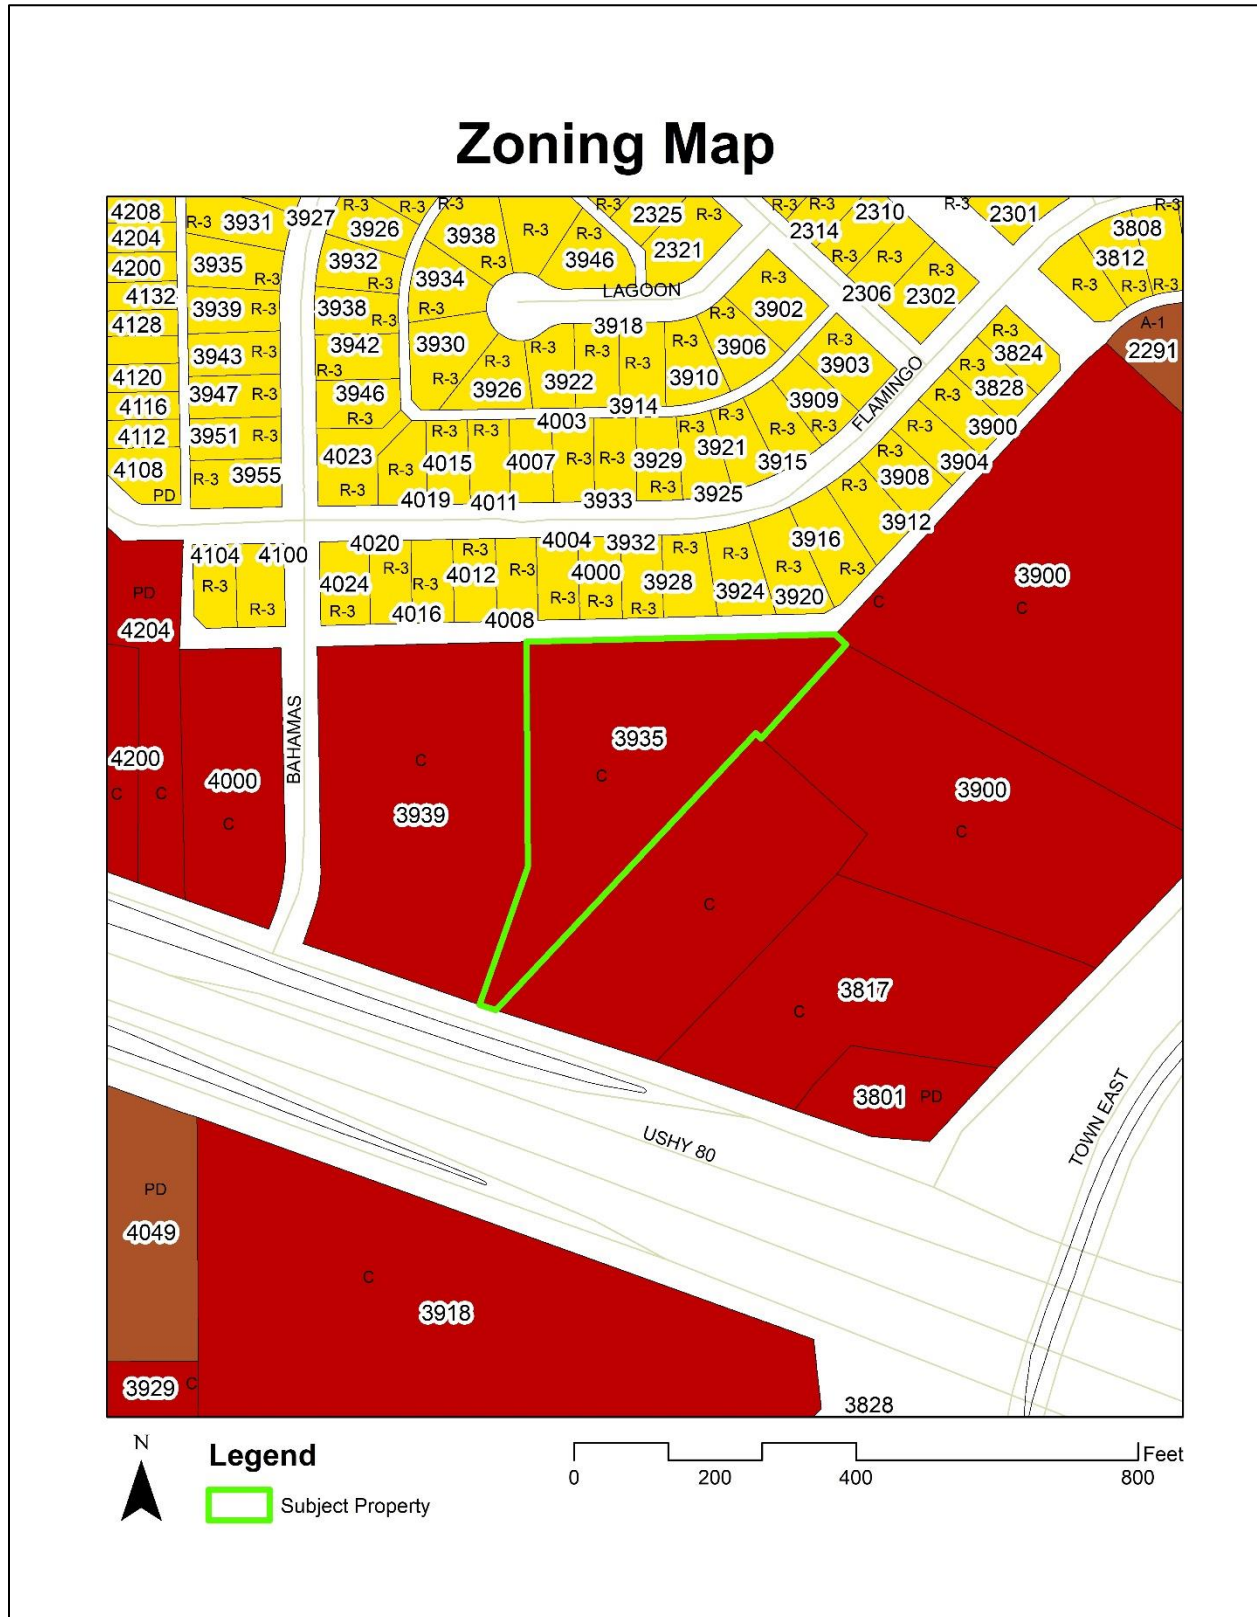 Zoning Map
4208
R-3
3931
3927
R-3
3926
R-3
R-3
3938
R-3
R-3
2325
R-3
R-3
R-3
2310
R-3
2301
R-3
3808
4204
2321
2314
3812
4200
3935
R-3
3932
R-3
3934
R-3
3946
R-3
R-3
R-3
R-3
R-3
R-3
4132
3939
R-3
3938
R-3
R-3
LAGOON
3902
2306
2302
4128
3918
A-1
2291
3943
R-3
3942
3930
R-3
R-3
R-3
R-3
3906
R-3
3903
R-3
3824
4120
R-3
R-3
3926
3922
3910
FLAMINGO
R-3
3828
4116
3947
R-3
3946
R-3
3914
3909
R-3
3900
4003
R-3
R-3
R-3
4112
3951
R-3
4023
R-3
R-3
R-3
4015
4007
R-3
R-3
3929
3921
3915
R-3
3904
4108
R-3
3955
R-3
R-3
3908
PD
4019
4011
3933
3925
R-3
3912
4104
4100
4020
R-3
4004
3932
R-3
R-3
3916
R-3
R-3
4024
R-3
R-3
4012
R-3
4000
3928
R-3
R-3
R-3
4016
4008
R-3
R-3
R-3
3924
3920
PD
4204
3900
C
C
BAHAMAS
3935
C
C
3939
4200
C
C
4000
C
3900
C
C
3817
C
3801
PD
TOWN EAST
USHY 80
PD
4049
C
3918
3929
C
3828
N
Legend
Subject Property
Feet
0
200
400
800